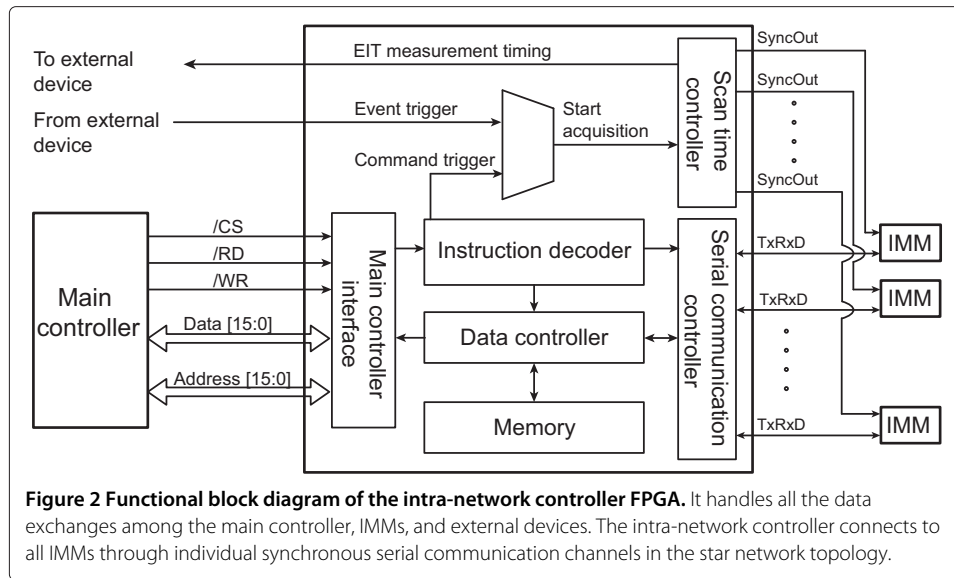 To external
device
EIT measurement timing
SyncOut
SyncOut
From external
device
Event trigger
Start
acquisition
Command trigger
Scan time
controller
SyncOut
Main
controller
/CS
/RD
/WR
Data [15:0]
Address [15:0]
Main controller
interface
Instruction decoder
Data controller
Memory
Serial communication
controller
TxRxD
IMM
TxRxD
IMM
TxRxD
IMM
Figure 2 Functional block diagram of the intra-network controller FPGA. It handles all the data
exchanges among the main controller, IMMs, and external devices. The intra-network controller connects to
all IMMs through individual synchronous serial communication channels in the star network topology.